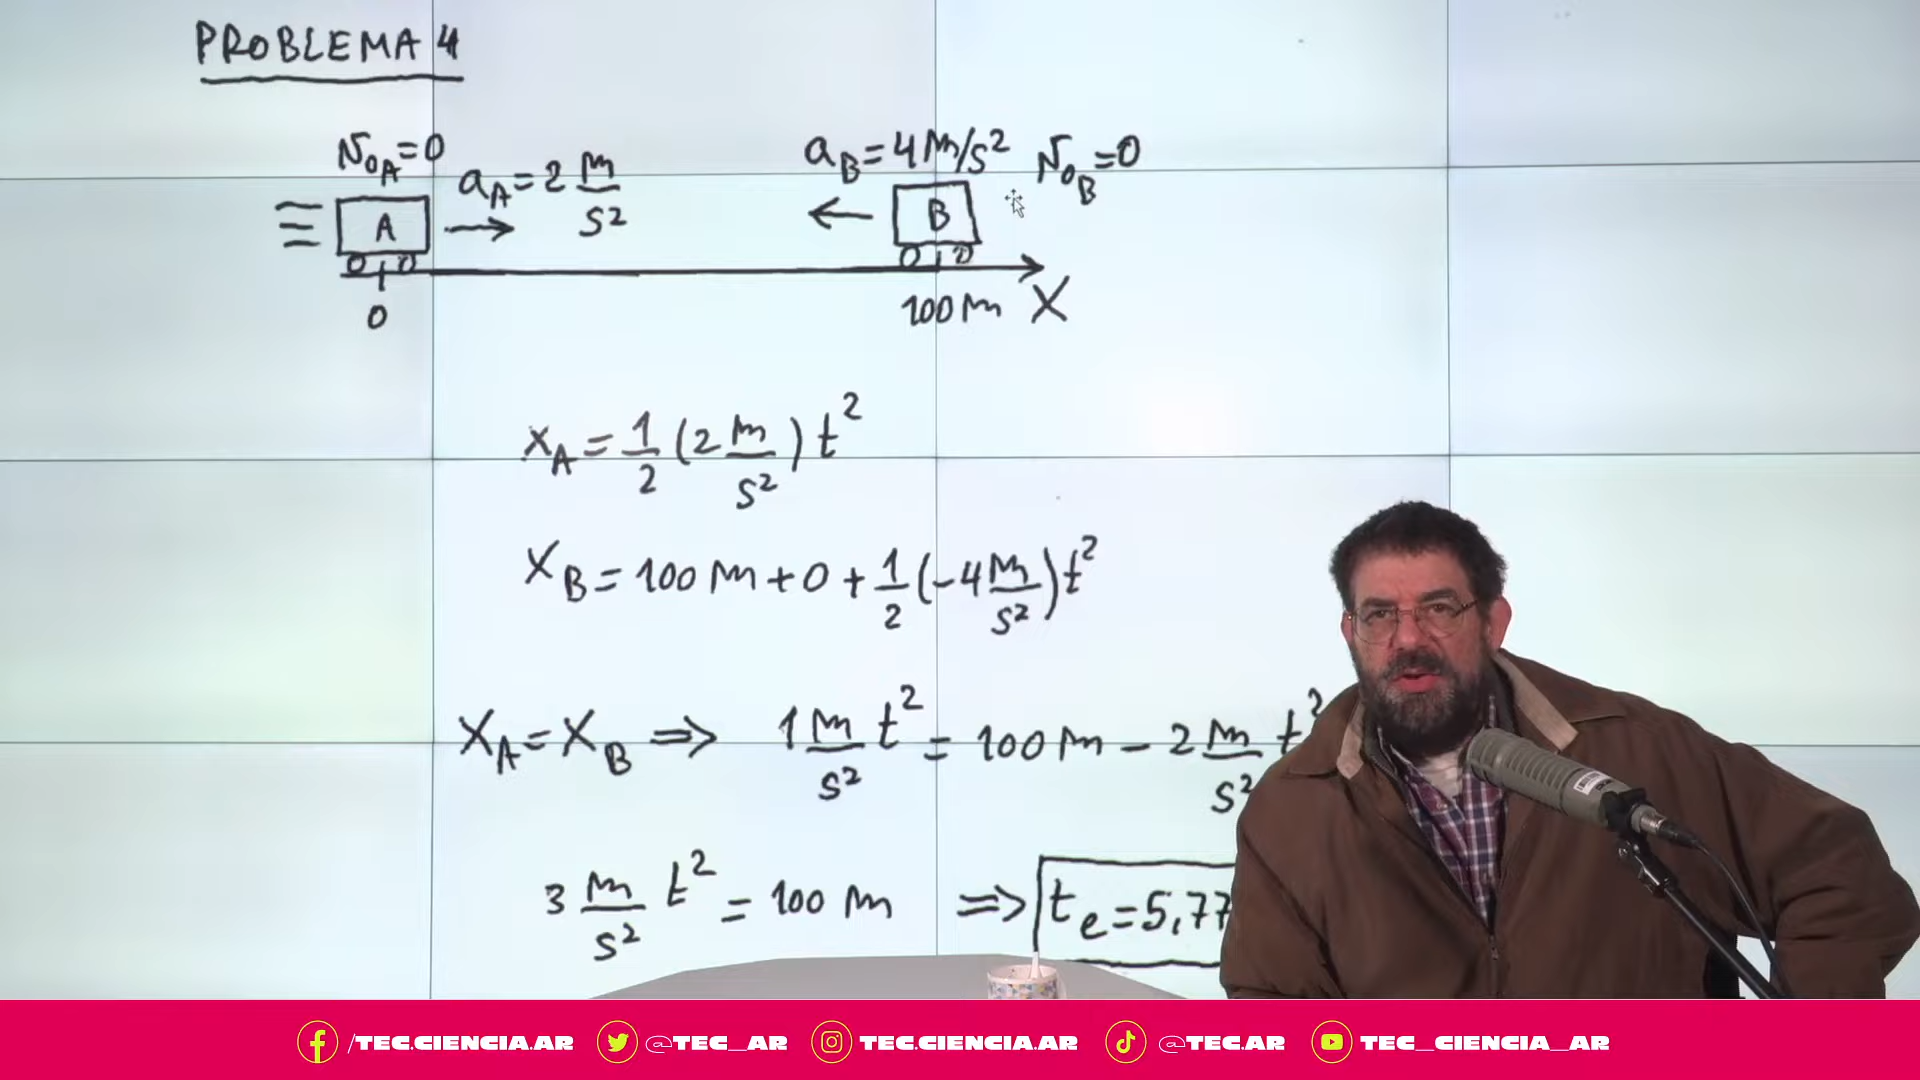 PROBLEMA 4
V₀A=0
aA=2 m/s²
aB=4 m/s²
V₀B=0
A
B
0
100 m
X
xA=1/2 (2 m/s²) t²
XB=100 m+0+1/2 (-4 m/s²) t²
XA=XB ⇒ 1 m/s² t² = 100 m - 2 m/s² t²
3 m/s² t² = 100 m ⇒ te=5,77
/TEC.CIENCIA.AR @TEC_AR TEC.CIENCIA.AR @TEC.AR TEC_CIENCIA_AR